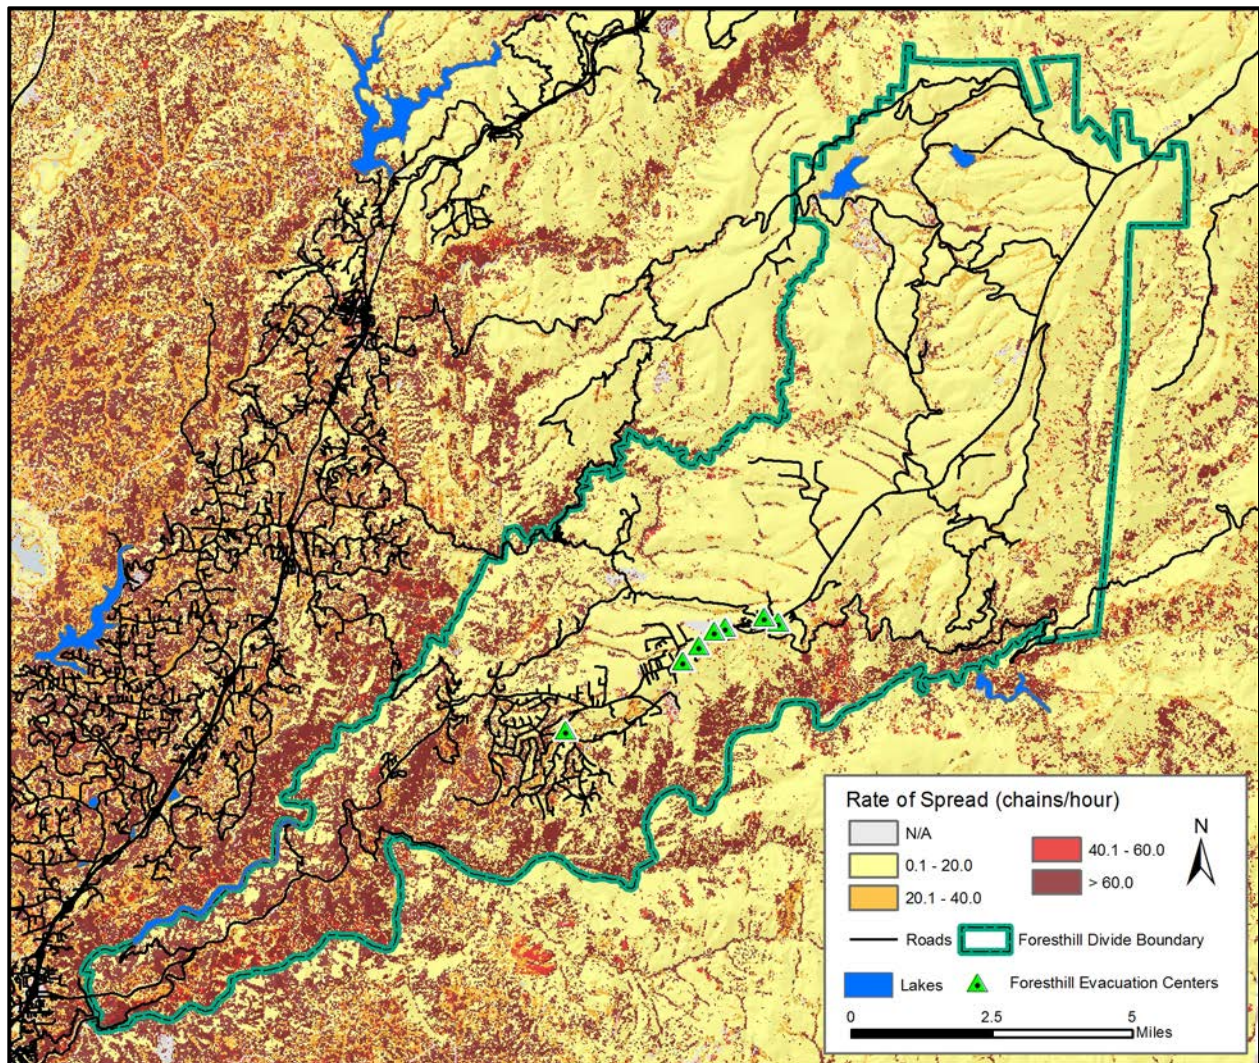 Rate of Spread (chains/hour)
N/A
0.1 - 20.0
20.1 - 40.0
40.1 - 60.0
> 60.0
N
Roads
Foresthill Divide Boundary
Lakes
Foresthill Evacuation Centers
0 2.5 5
Miles